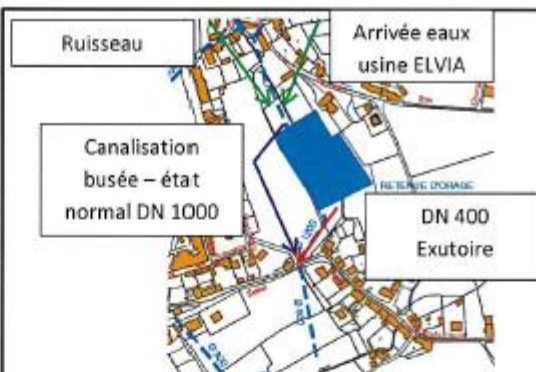 Ruisseau
Arrivée eaux
usine ELVIA
Canalisation
busée – état
normal DN 1000
RETENUE D'ORAGE
DN 400
Exutoire